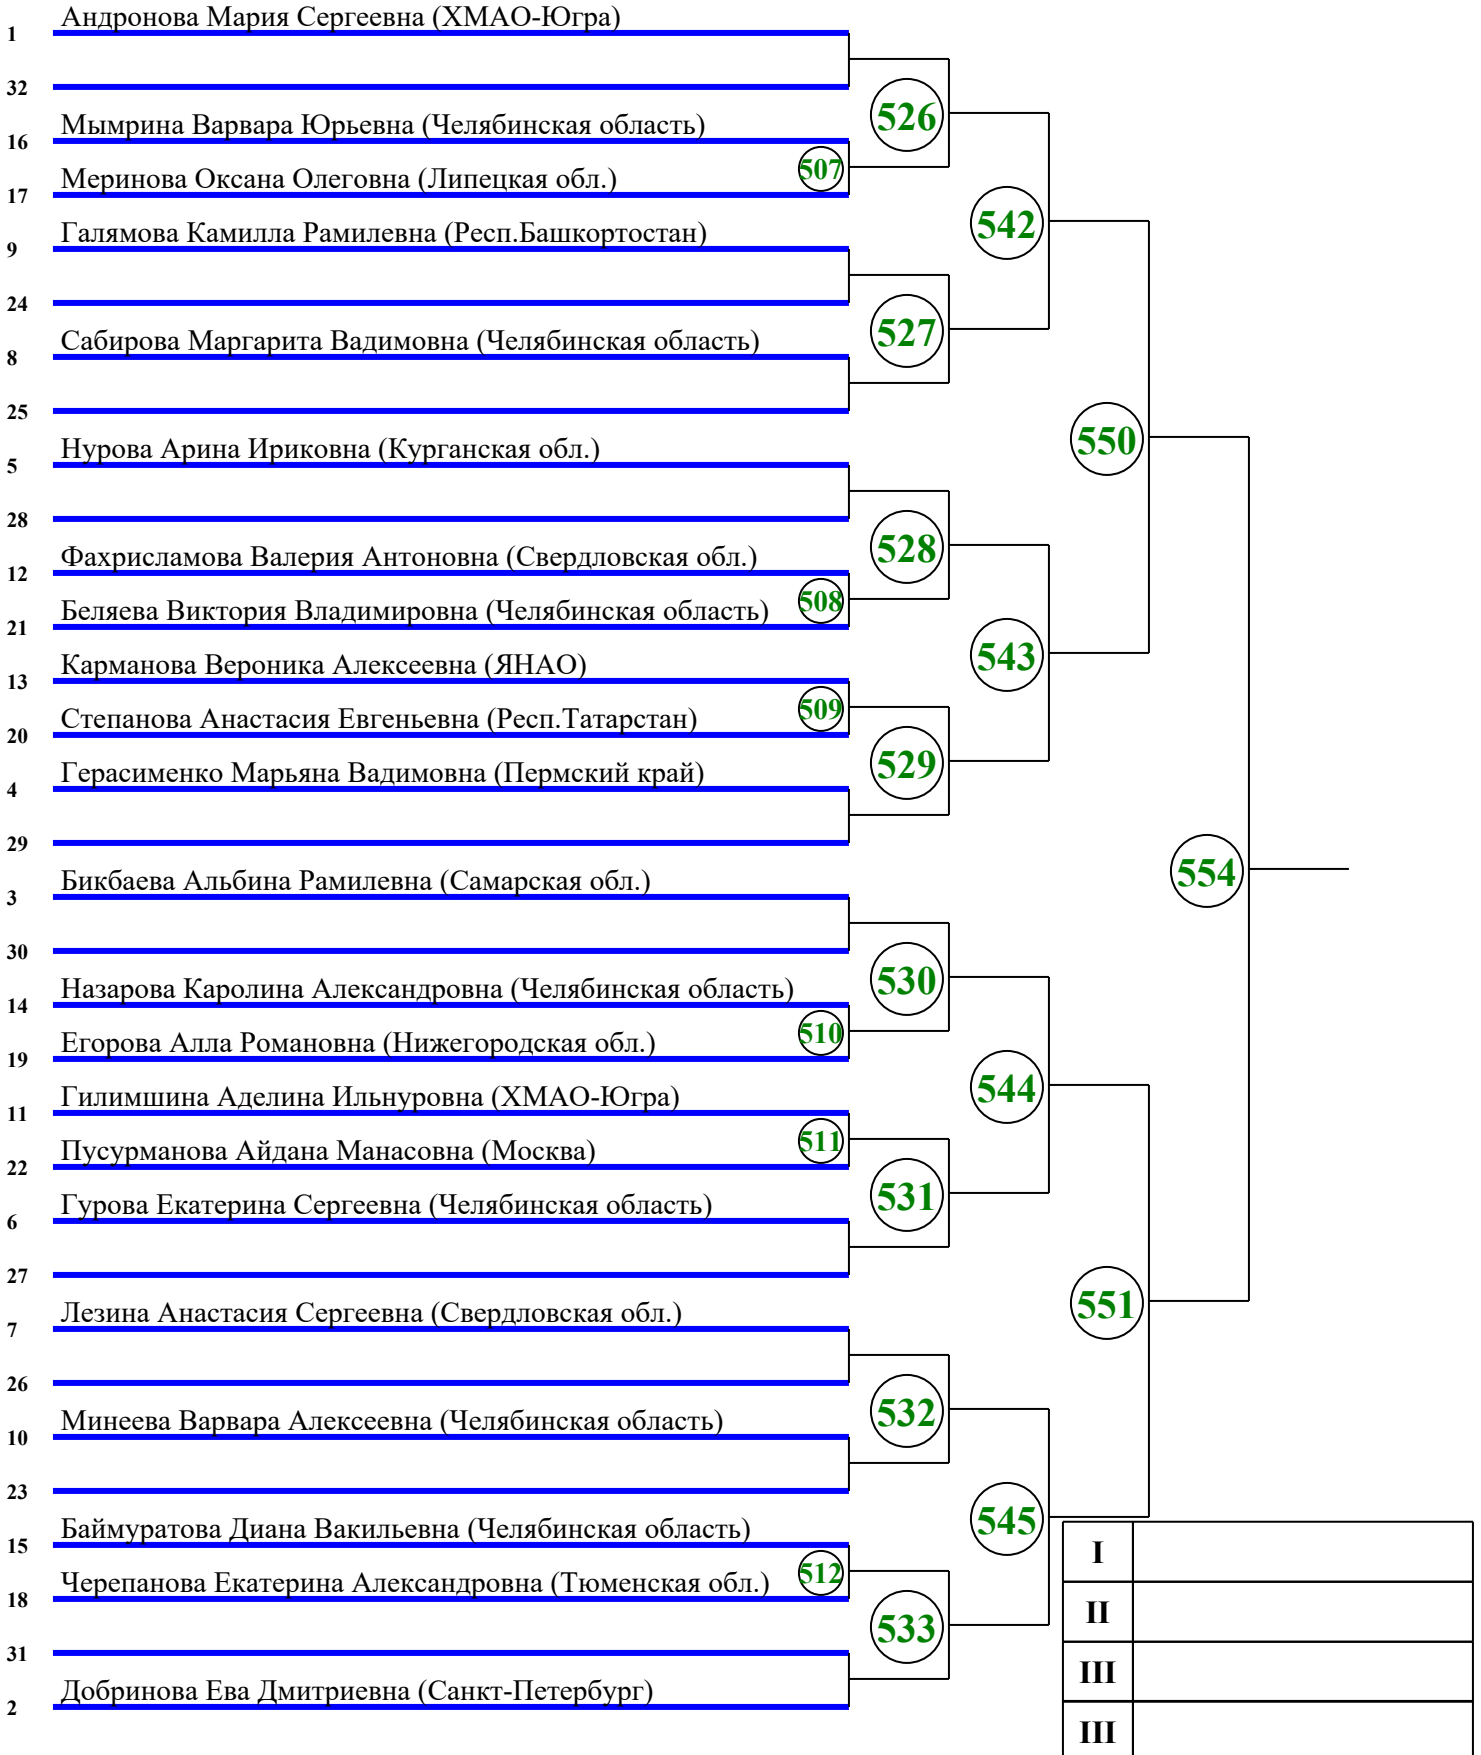 Андронова Мария Сергеевна (ХМАО-Югра)
1
32
526
Мымрина Варвара Юрьевна (Челябинская область)
16
507
Меринова Оксана Олеговна (Липецкая обл.)
17
542
Галямова Камилла Рамилевна (Респ.Башкортостан)
9
24
527
Сабирова Маргарита Вадимовна (Челябинская область)
8
25
550
Нурова Арина Ириковна (Курганская обл.)
5
28
528
Фахрисламова Валерия Антоновна (Свердловская обл.)
12
508
Беляева Виктория Владимировна (Челябинская область)
21
543
Карманова Вероника Алексеевна (ЯНАО)
13
509
Степанова Анастасия Евгеньевна (Респ.Татарстан)
20
529
Герасименко Марьяна Вадимовна (Пермский край)
4
29
554
Бикбаева Альбина Рамилевна (Самарская обл.)
3
30
530
Назарова Каролина Александровна (Челябинская область)
14
510
Егорова Алла Романовна (Нижегородская обл.)
19
544
Гилимшина Аделина Ильнуровна (ХМАО-Югра)
11
511
Пусурманова Айдана Манасовна (Москва)
22
531
Гурова Екатерина Сергеевна (Челябинская область)
6
27
551
Лезина Анастасия Сергеевна (Свердловская обл.)
7
26
532
Минеева Варвара Алексеевна (Челябинская область)
10
23
545
Баймуратова Диана Вакильевна (Челябинская область)
15
I
512
Черепанова Екатерина Александровна (Тюменская обл.)
18
II
533
31
III
Добринова Ева Дмитриевна (Санкт-Петербург)
2
III